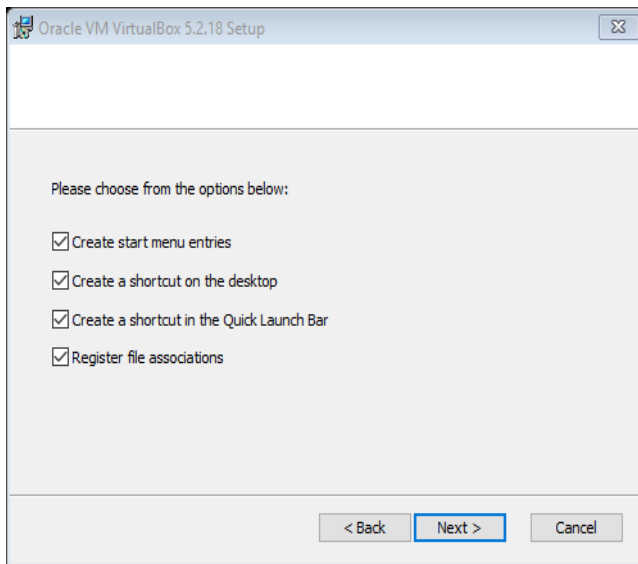 Oracle VM VirtualBox 5.2.18 Setup
Please choose from the options below:
Create start menu entries
Create a shortcut on the desktop
Create a shortcut in the Quick Launch Bar
Register file associations
< Back Next > Cancel